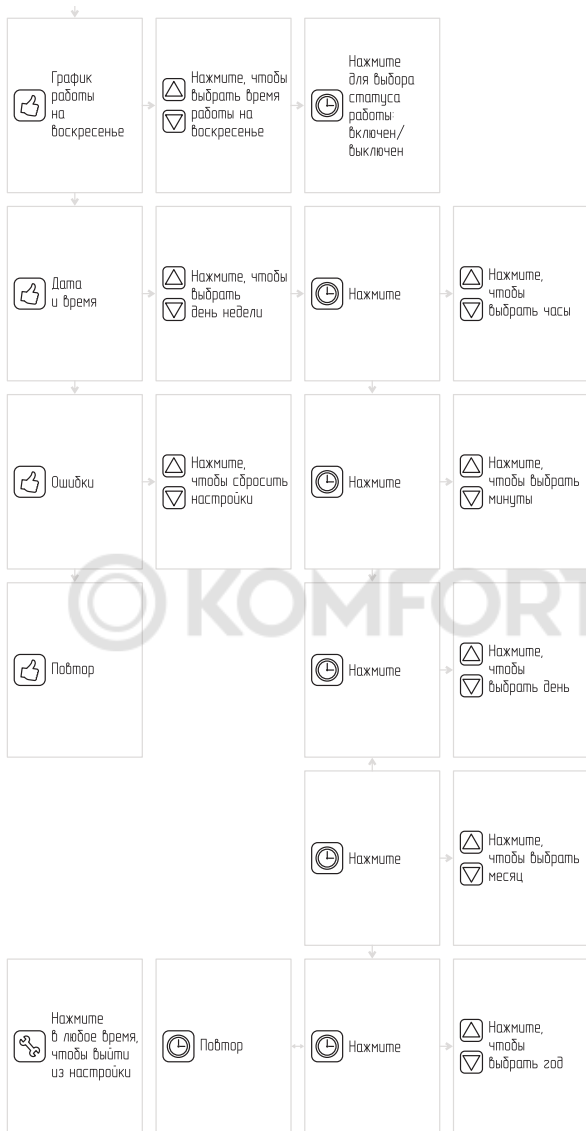 График
работы
на
воскресенье
Нажмите, чтобы
выбрать время
работы на
воскресенье
Нажмите
для выбора
статуса
работы:
включен/
выключен
Дата
и время
Нажмите, чтобы
выбрать
день недели
Нажмите
Нажмите,
чтобы
выбрать часы
Ошибки
Нажмите,
чтобы сбросить
настройки
Нажмите
Нажмите,
чтобы выбрать
минуты
KOMFORT
Повтор
Нажмите
Нажмите,
чтобы
выбрать день
Нажмите
Нажмите,
чтобы выбрать
месяц
Нажмите
в любое время,
чтобы выйти
из настройки
Повтор
Нажмите
Нажмите,
чтобы
выбрать год